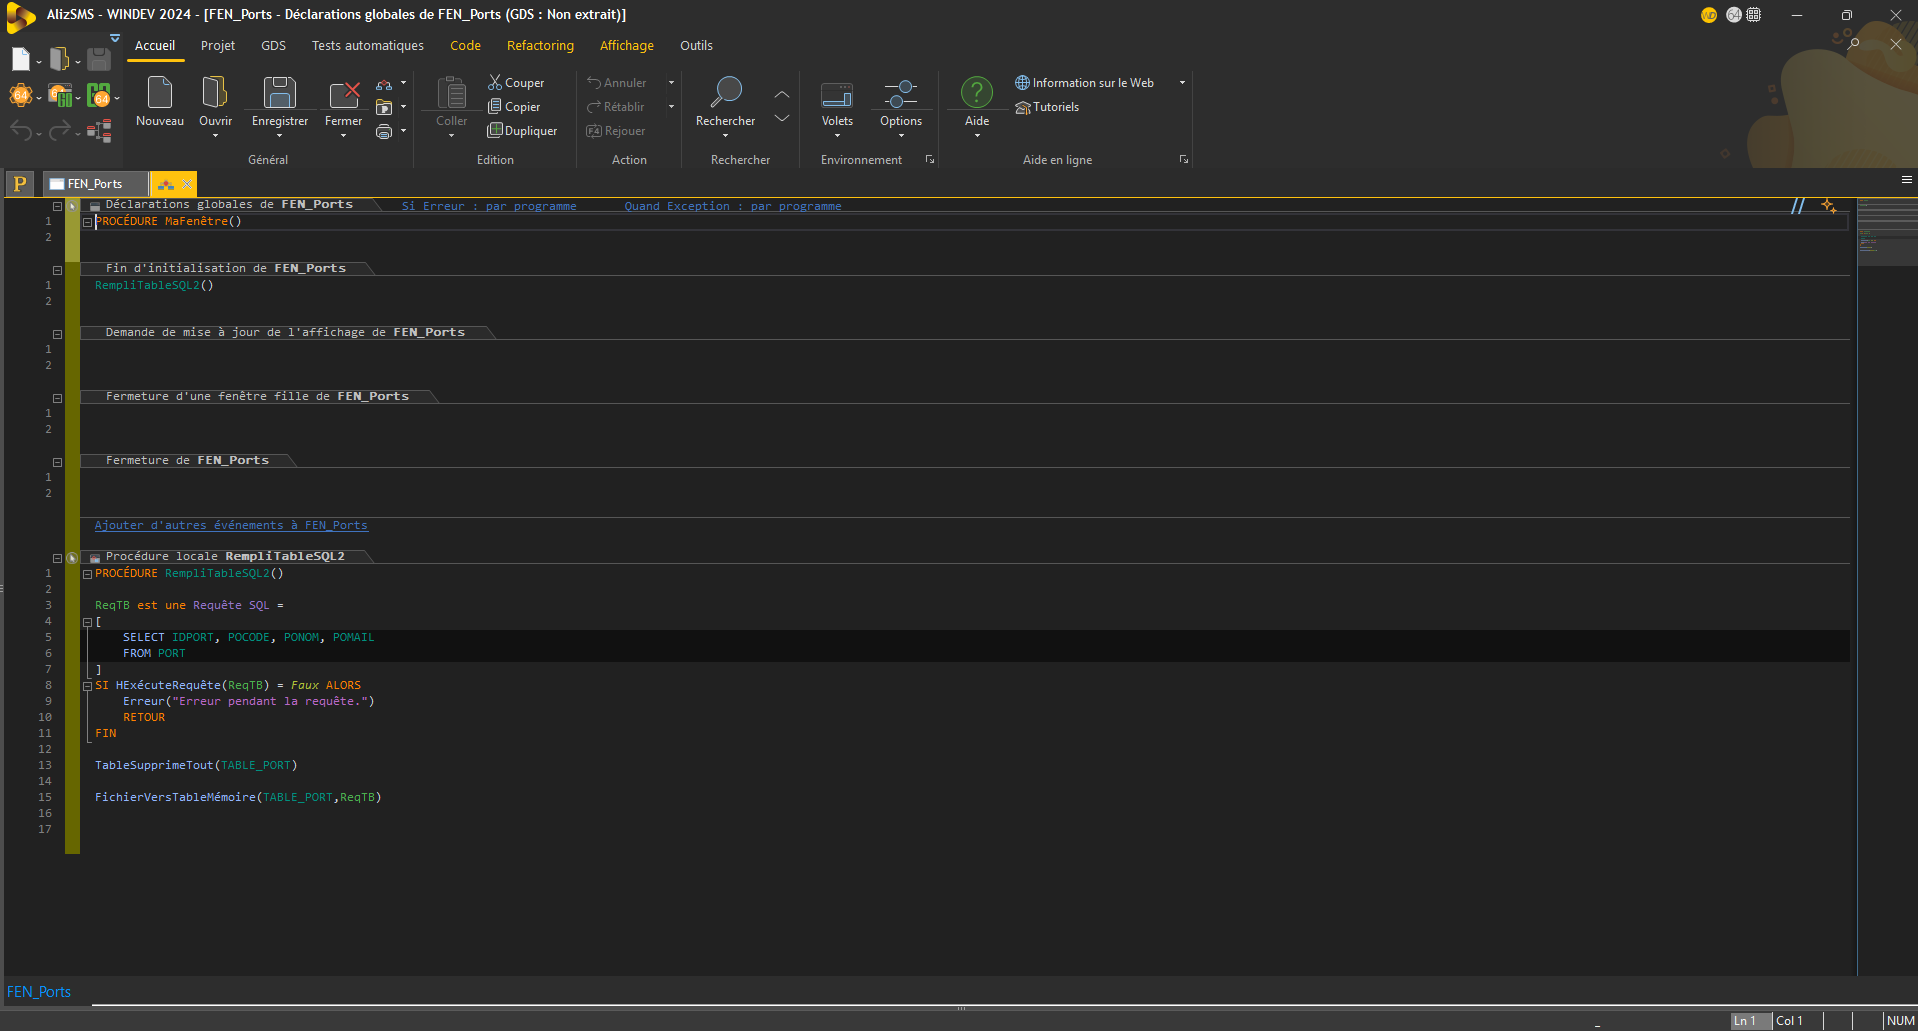 AlizSMS - WINDEV 2024 - [FEN_Ports - Déclarations globales de FEN_Ports (GDS : Non extrait)]
WD 64
Accueil Projet GDS Tests automatiques Code Refactoring Affichage Outils
64 GO 64
Nouveau Ouvrir Enregistrer Fermer
Général
Coller Couper Copier Dupliquer
Edition
Annuler Rétablir F4 Rejouer
Action
Rechercher
Rechercher
Volets Options
Environnement
Aide Information sur le Web Tutoriels
Aide en ligne
P FEN_Ports
Déclarations globales de FEN_Ports Si Erreur : par programme Quand Exception : par programme
1 PROCÉDURE MaFenêtre()
2
Fin d'initialisation de FEN_Ports
1 RempliTableSQL2()
2
Demande de mise à jour de l'affichage de FEN_Ports
1
2
Fermeture d'une fenêtre fille de FEN_Ports
1
2
Fermeture de FEN_Ports
1
2
Ajouter d'autres événements à FEN_Ports
Procédure locale RempliTableSQL2
1 PROCÉDURE RempliTableSQL2()
2
3 ReqTB est une Requête SQL =
4 [
5 SELECT IDPORT, POCODE, PONOM, POMAIL
6 FROM PORT
7 ]
8 SI HExécuteRequête(ReqTB) = Faux ALORS
9 Erreur("Erreur pendant la requête.")
10 RETOUR
11 FIN
12
13 TableSupprimeTout(TABLE_PORT)
14
15 FichierVersTableMémoire(TABLE_PORT,ReqTB)
16
17
FEN_Ports
Ln 1 Col 1 NUM